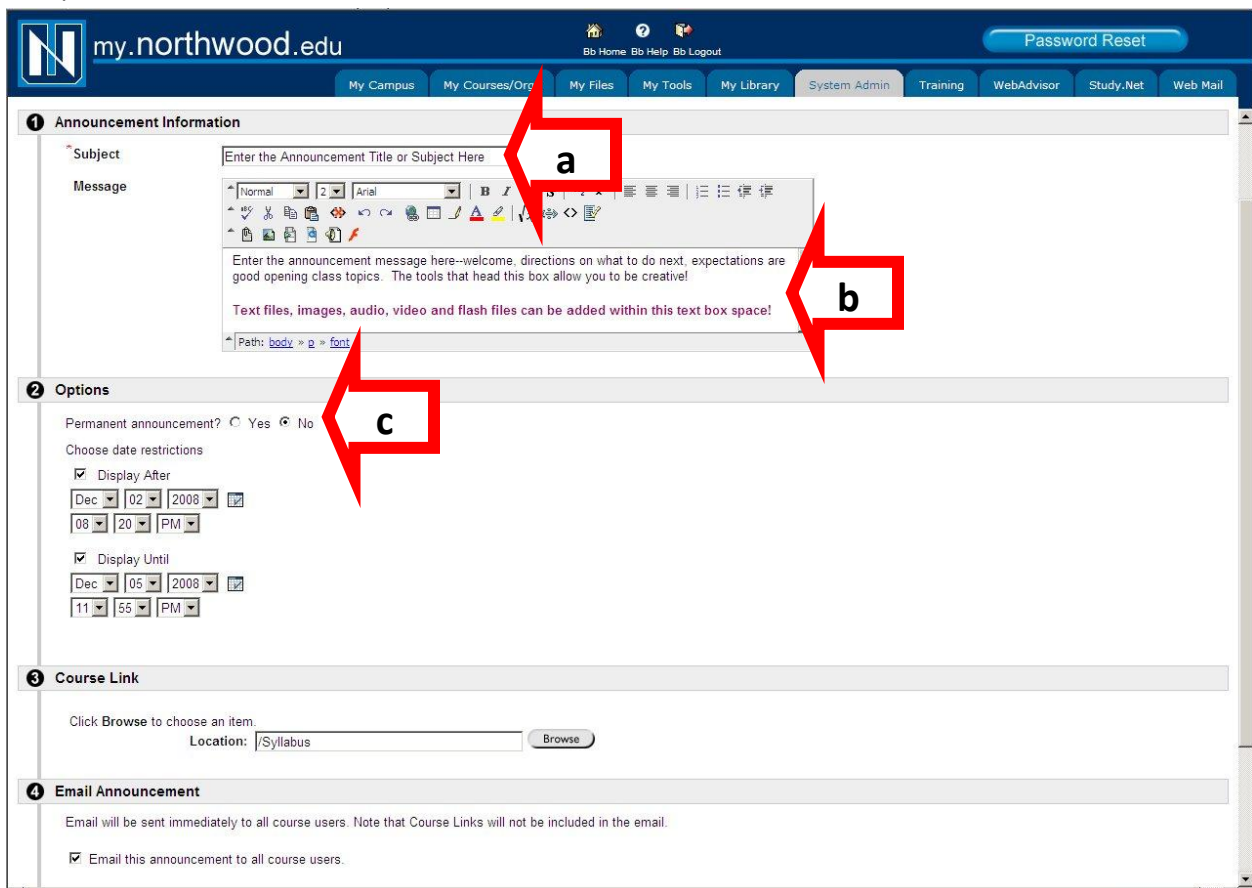 my.northwood.edu
Bb Home Bb Help Bb Logout
Password Reset
My Campus My Courses/Org My Files My Tools My Library System Admin Training WebAdvisor Study.Net Web Mail
1 Announcement Information
*Subject Enter the Announcement Title or Subject Here
a
Message
Normal 2 Arial B I S
ABC
Enter the announcement message here--welcome, directions on what to do next, expectations are
good opening class topics. The tools that head this box allow you to be creative!
b
Text files, images, audio, video and flash files can be added within this text box space!
Path: body » p » font
2 Options
Permanent announcement? Yes No
c
Choose date restrictions
Display After
Dec 02 2008
08 20 PM
Display Until
Dec 05 2008
11 55 PM
3 Course Link
Click Browse to choose an item.
Location: /Syllabus Browse
4 Email Announcement
Email will be sent immediately to all course users. Note that Course Links will not be included in the email.
Email this announcement to all course users.